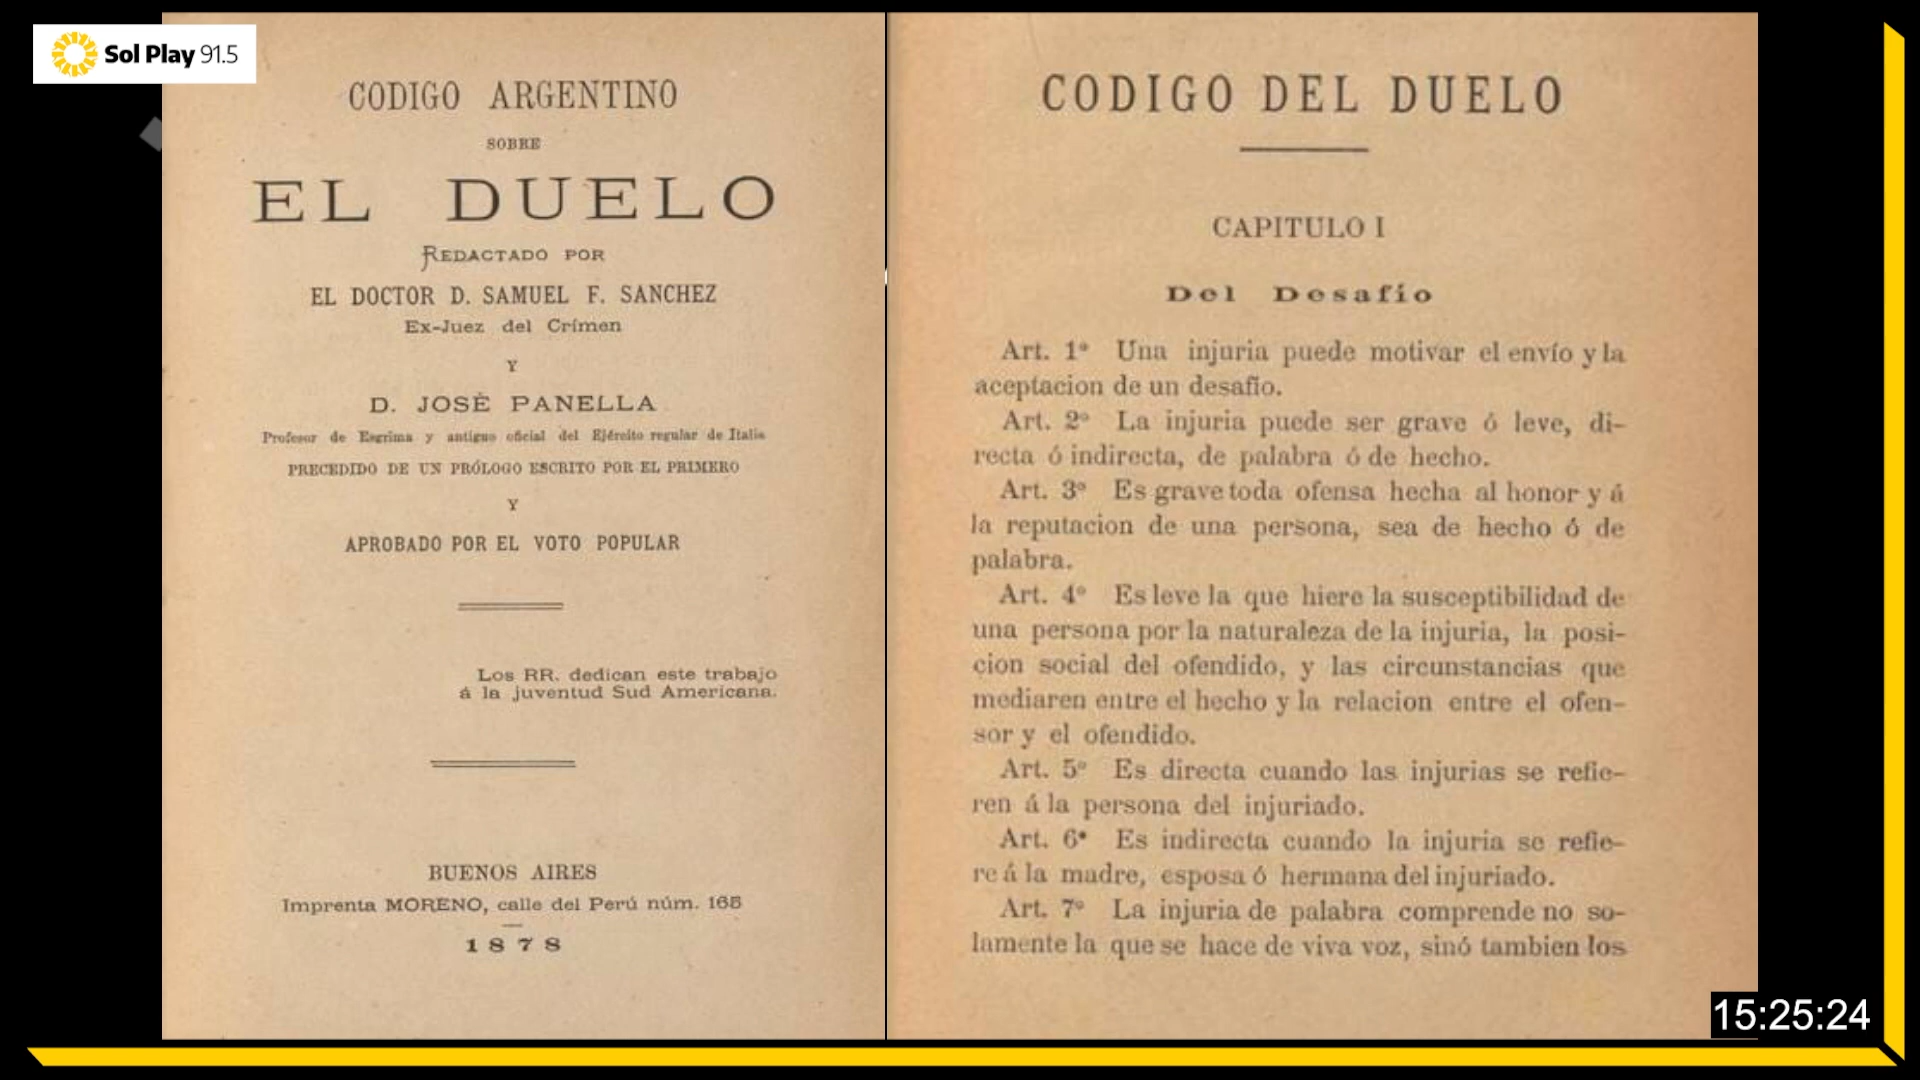 Sol Play 91.5
CODIGO ARGENTINO
SOBRE
EL DUELO
REDACTADO POR
EL DOCTOR D. SAMUEL F. SANCHEZ
Ex-Juez del Crímen
Y
D. JOSÈ PANELLA
Profesor de Esgrima y antiguo oficial del Ejército regular de Italia
PRECEDIDO DE UN PRÓLOGO ESCRITO POR EL PRIMERO
Y
APROBADO POR EL VOTO POPULAR
Los RR. dedican este trabajo
á la juventud Sud Americana.
BUENOS AIRES
Imprenta MORENO, calle del Perú núm. 165
1878
CODIGO DEL DUELO
CAPITULO I
Del Desafío
Art. 1º Una injuria puede motivar el envío y la
aceptacion de un desafio.
Art. 2º La injuria puede ser grave ó leve, di-
recta ó indirecta, de palabra ó de hecho.
Art. 3º Es grave toda ofensa hecha al honor y á
la reputacion de una persona, sea de hecho ó de
palabra.
Art. 4º Es leve la que hiere la susceptibilidad de
una persona por la naturaleza de la injuria, la posi-
cion social del ofendido, y las circunstancias que
mediaren entre el hecho y la relacion entre el ofen-
sor y el ofendido.
Art. 5º Es directa cuando las injurias se refie-
ren á la persona del injuriado.
Art. 6º Es indirecta cuando la injuria se refie-
re á la madre, esposa ó hermana del injuriado.
Art. 7º La injuria de palabra comprende no so-
lamente la que se hace de viva voz, sinó tambien los
15:25:24